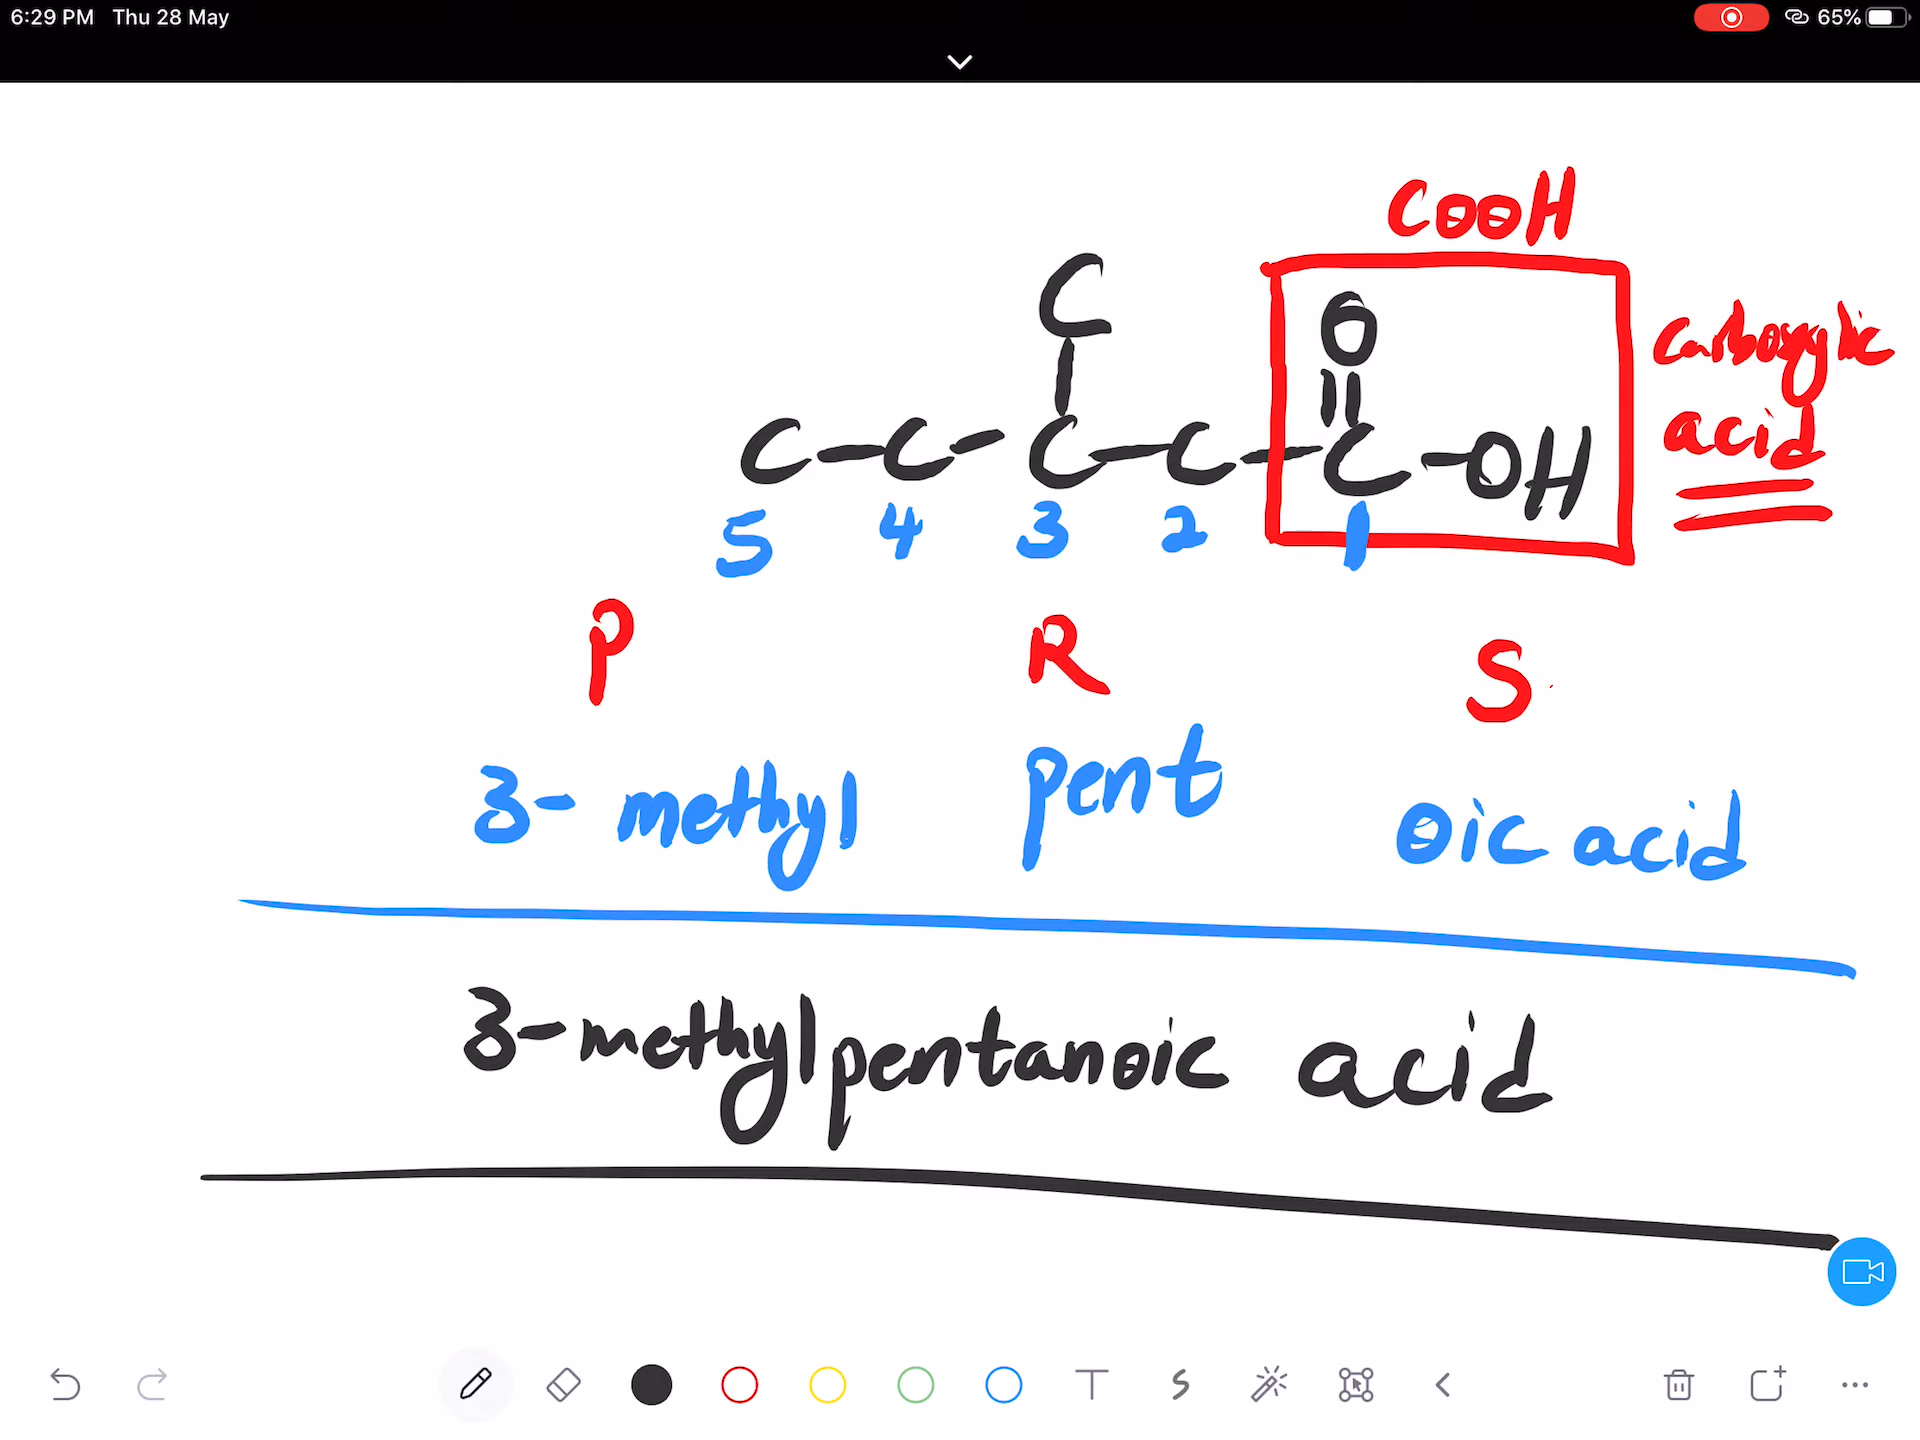 6:29 PM Thu 28 May 65%
COOH
C O
Carboxylic
acid
C-C-C-C-C-OH
5 4 3 2 1
P R S
3- methyl pent oic acid
3-methylpentanoic acid